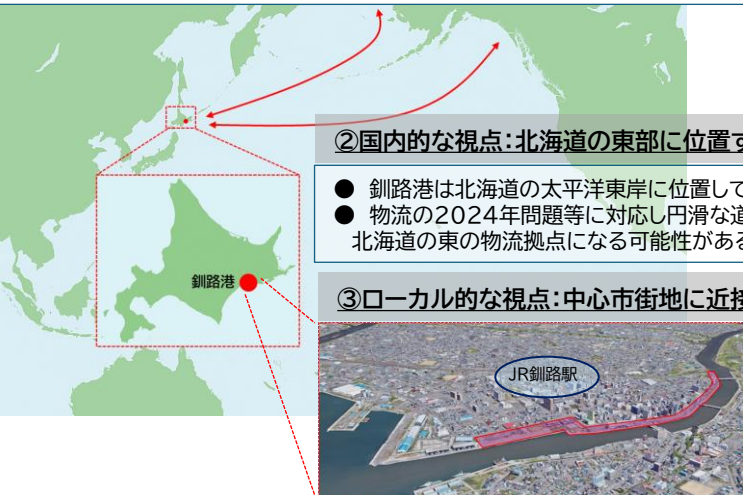 ②国内的な視点:北海道の東部に位置す
● 釧路港は北海道の太平洋東岸に位置して
● 物流の2024年問題等に対応し円滑な道
北海道の東の物流拠点になる可能性がある
釧路港
③ローカル的な視点:中心市街地に近接
JR釧路駅